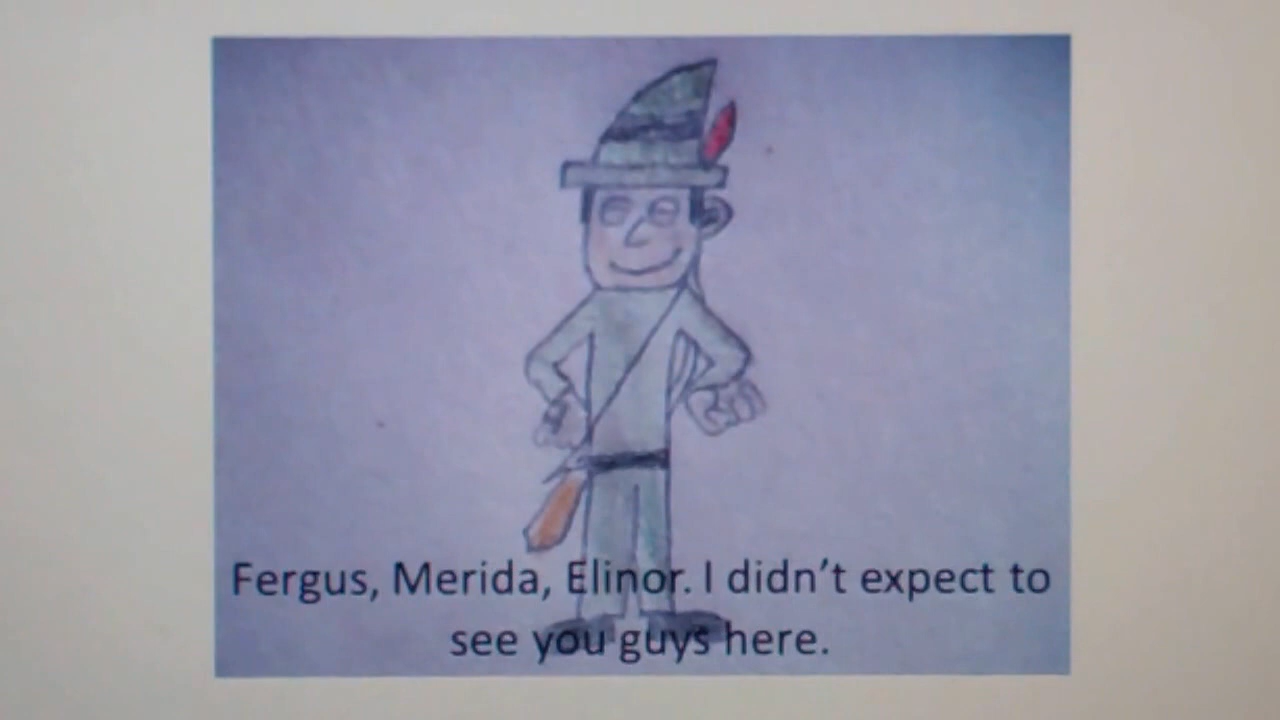 Fergus, Merida, Elinor. I didn’t expect to
see you guys here.